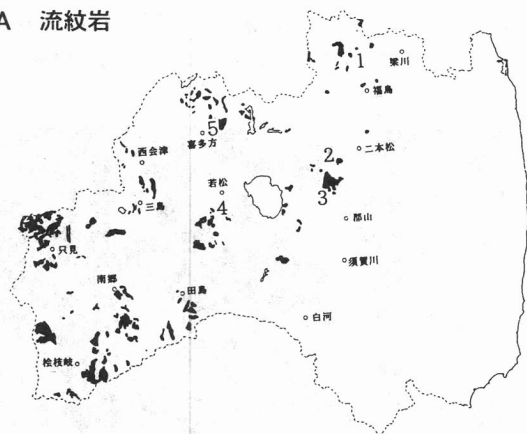 A 流紋岩
1
梁川
福島
5
喜多方
西会津
二本松
2
若松
3
4
三島
郡山
只見
須賀川
南郷
田島
白河
桧枝岐